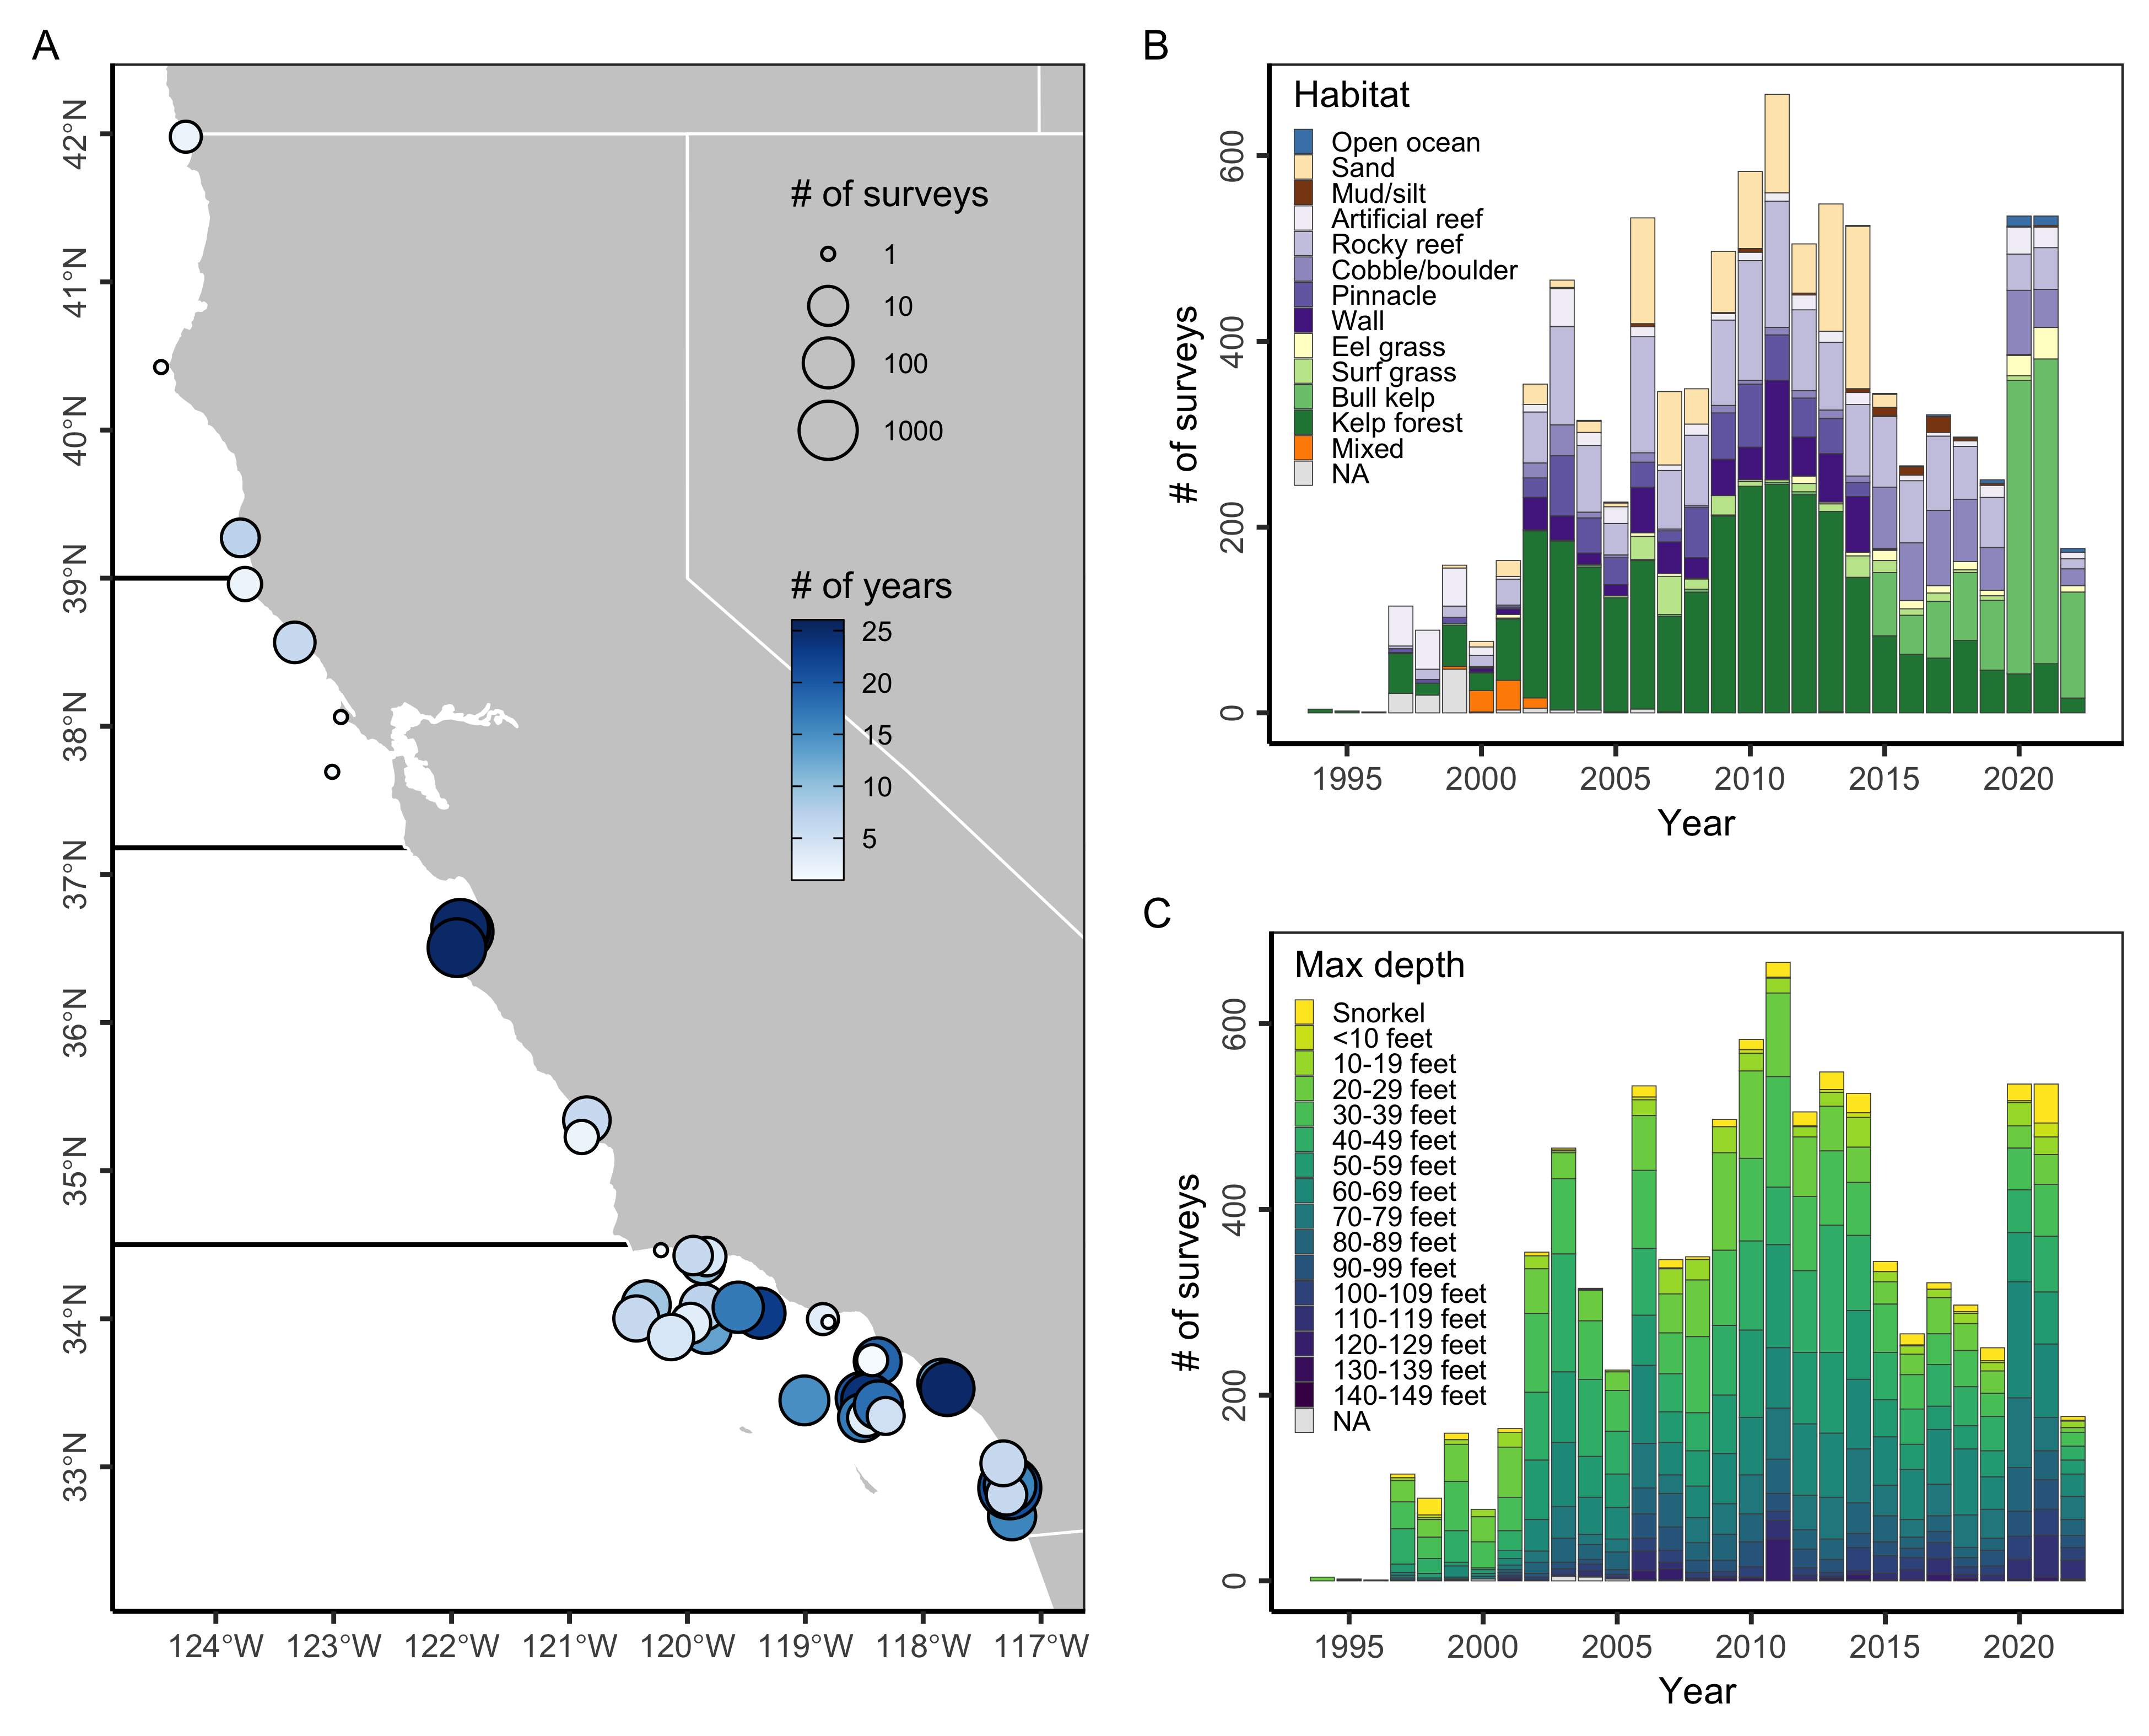 A
42°N
41°N
40°N
39°N
38°N
37°N
36°N
35°N
34°N
33°N
# of surveys
1
10
100
1000
# of years
25
20
15
10
5
124°W 123°W 122°W 121°W 120°W 119°W 118°W 117°W
B
# of surveys
600
400
200
0
Habitat
Open ocean
Sand
Mud/silt
Artificial reef
Rocky reef
Cobble/boulder
Pinnacle
Wall
Eel grass
Surf grass
Bull kelp
Kelp forest
Mixed
NA
1995 2000 2005 2010 2015 2020
Year
C
# of surveys
600
400
200
0
Max depth
Snorkel
<10 feet
10-19 feet
20-29 feet
30-39 feet
40-49 feet
50-59 feet
60-69 feet
70-79 feet
80-89 feet
90-99 feet
100-109 feet
110-119 feet
120-129 feet
130-139 feet
140-149 feet
NA
1995 2000 2005 2010 2015 2020
Year